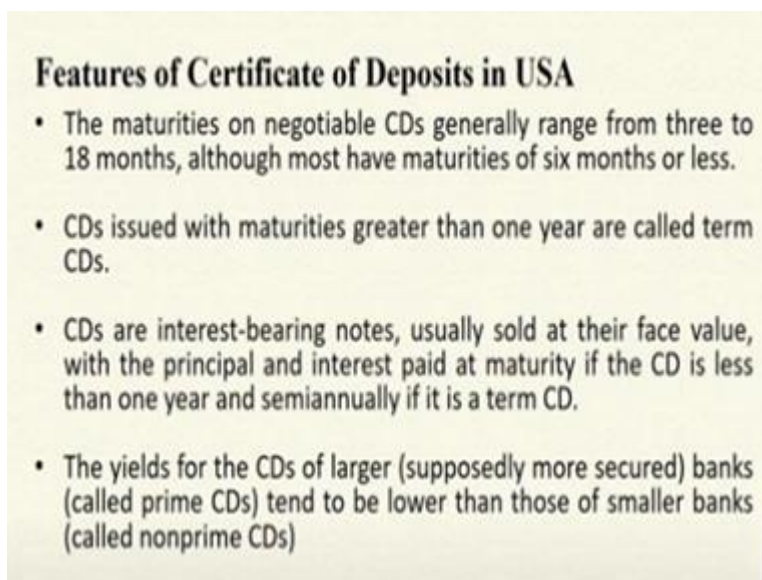 Features of Certificate of Deposits in USA
• The maturities on negotiable CDs generally range from three to
18 months, although most have maturities of six months or less.
• CDs issued with maturities greater than one year are called term
CDs.
• CDs are interest-bearing notes, usually sold at their face value,
with the principal and interest paid at maturity if the CD is less
than one year and semiannually if it is a term CD.
• The yields for the CDs of larger (supposedly more secured) banks
(called prime CDs) tend to be lower than those of smaller banks
(called nonprime CDs)